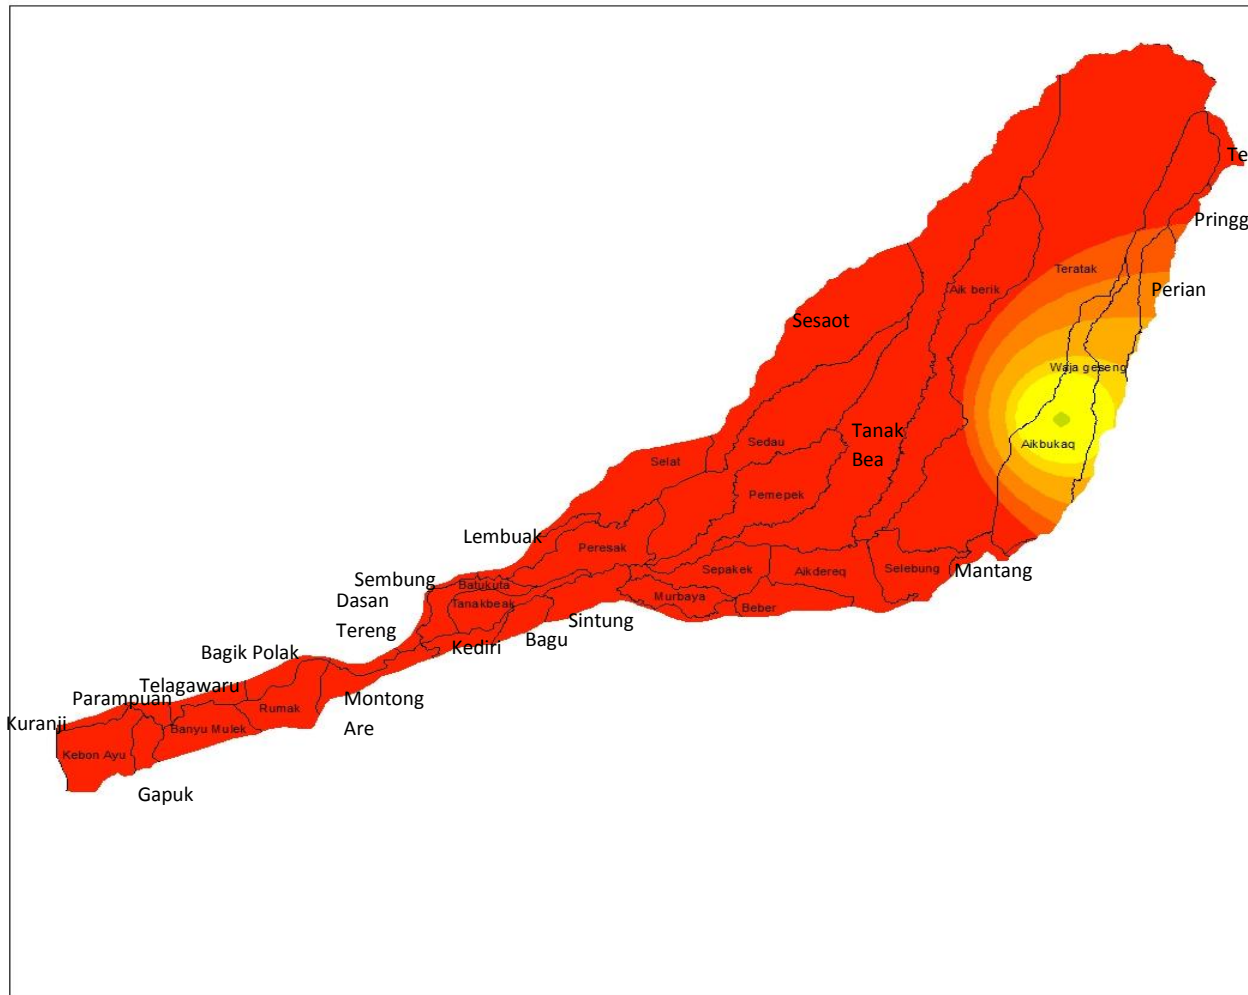 Te
Pringg
Teratak
Perian
Aik berik
Sesaot
Waja geseng
Tanak
Bea
Sedau
Aikbukaq
Selat
Pemepek
Lembuak
Peresak
Sepakek
Aikdereq
Selebung
Mantang
Sembung
Batukuta
Dasan
Tereng
Tanakbeak
Murbaya
Beber
Sintung
Bagu
Kediri
Bagik Polak
Telagawaru
Parampuan
Montong
Are
Rumak
Kuranji
Banyu Mulek
Kebon Ayu
Gapuk